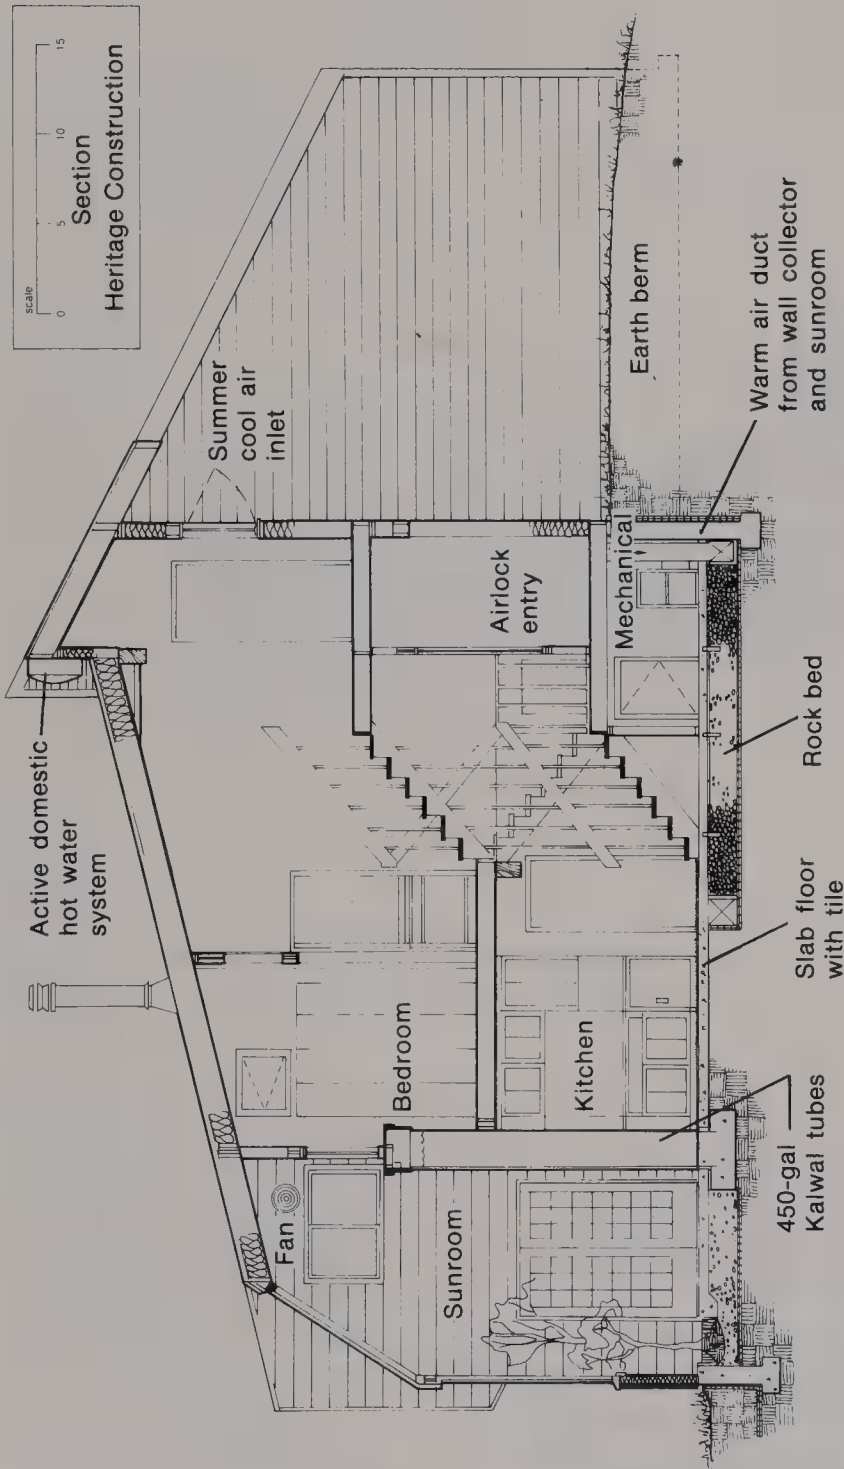 scale
0 5 10 15
Section
Heritage Construction
Active domestic
hot water
system
Summer
cool air
inlet
Fan
Bedroom
Airlock
entry
Sunroom
Kitchen
Mechanical
Earth berm
450-gal
Kalwal tubes
Slab floor
with tile
Rock bed
Warm air duct
from wall collector
and sunroom